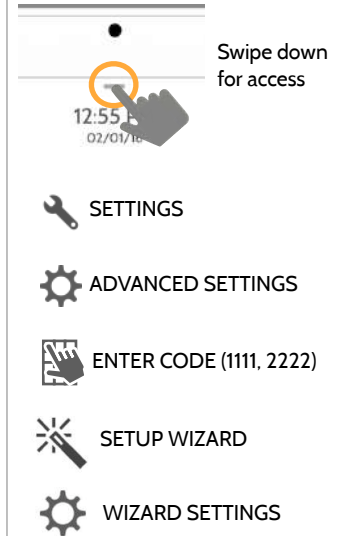 Swipe down
for access
12:55
02/01/1
SETTINGS
ADVANCED SETTINGS
ENTER CODE (1111, 2222)
SETUP WIZARD
WIZARD SETTINGS